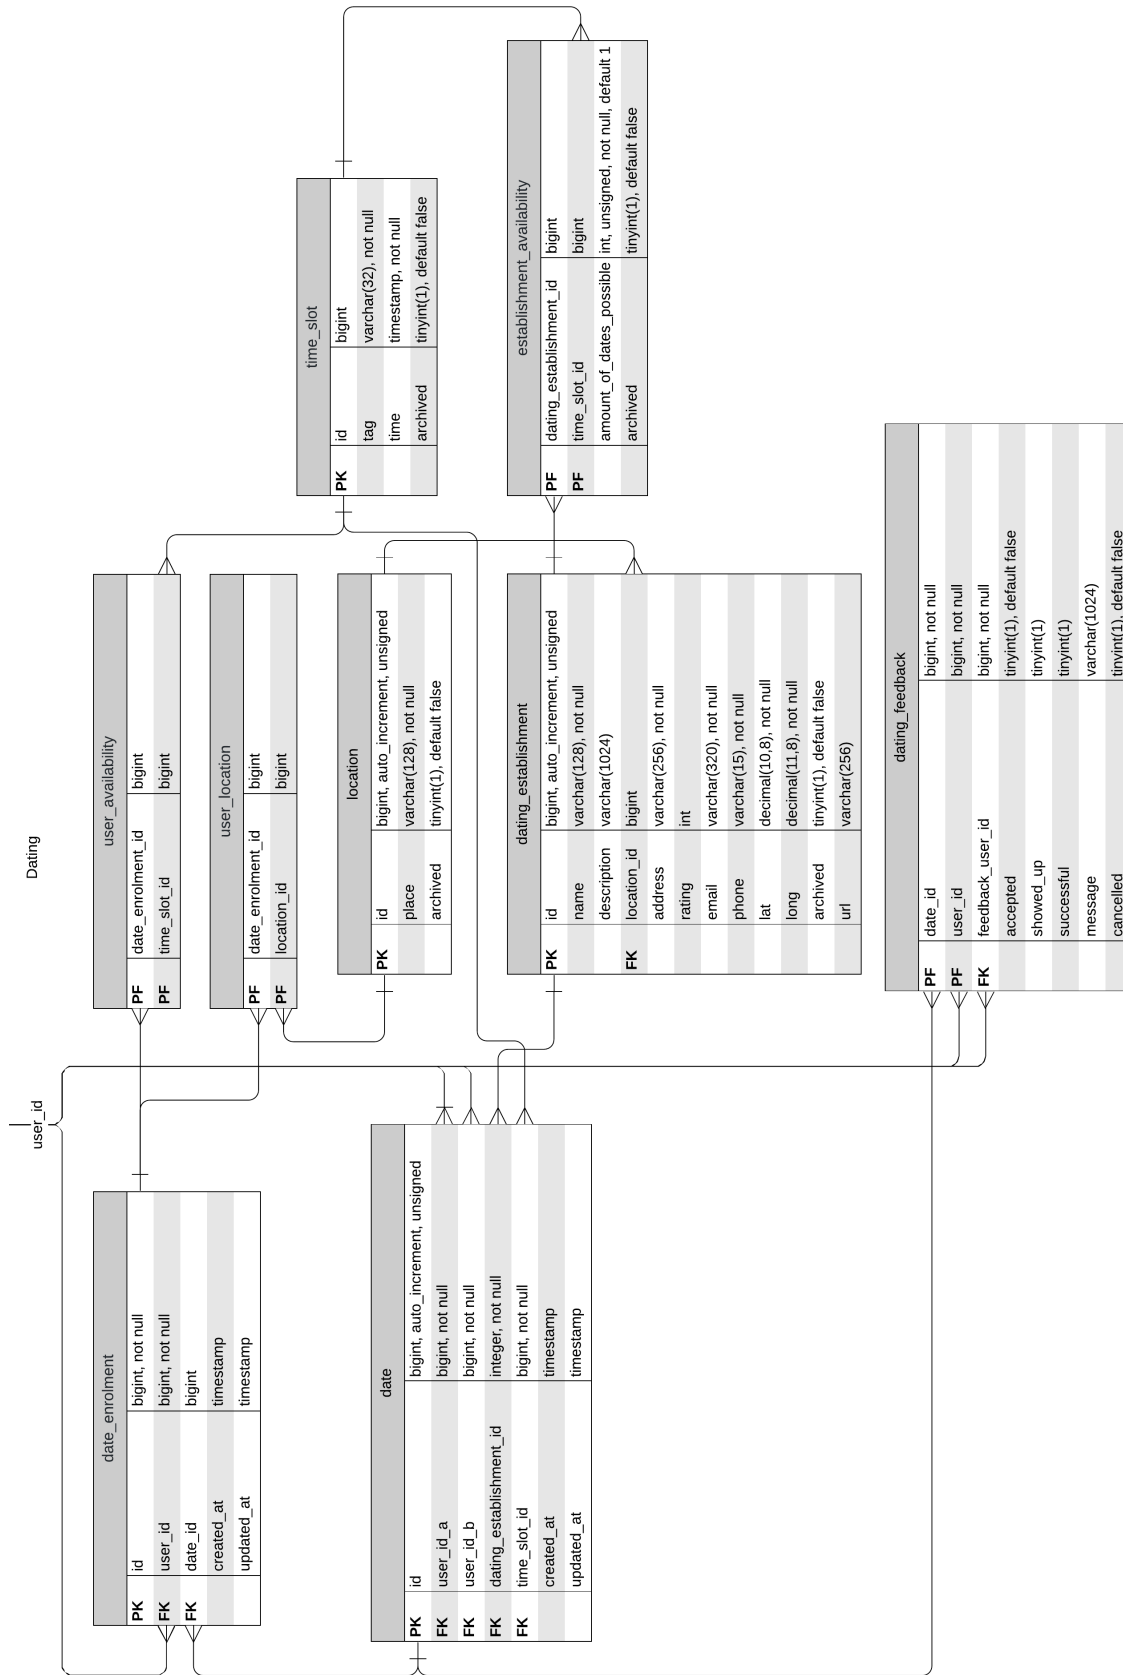 Dating
user_id
date_enrolment
PK id bigint, not null
FK user_id bigint, not null
FK date_id bigint
created_at timestamp
updated_at timestamp
user_availability
PF date_enrolment_id bigint
PF time_slot_id bigint
user_location
PF date_enrolment_id bigint
PF location_id bigint
time_slot
PK id bigint
tag varchar(32), not null
time timestamp, not null
archived tinyint(1), default false
location
PK id bigint, auto_increment, unsigned
place varchar(128), not null
archived tinyint(1), default false
date
PK id bigint, auto_increment, unsigned
FK user_id_a bigint, not null
FK user_id_b bigint, not null
FK dating_establishment_id integer, not null
FK time_slot_id bigint, not null
created_at timestamp
updated_at timestamp
dating_establishment
PK id bigint, auto_increment, unsigned
name varchar(128), not null
description varchar(1024)
FK location_id bigint
address varchar(256), not null
rating int
email varchar(320), not null
phone varchar(15), not null
lat decimal(10,8), not null
long decimal(11,8), not null
archived tinyint(1), default false
url varchar(256)
establishment_availability
PF dating_establishment_id bigint
PF time_slot_id bigint
amount_of_dates_possible int, unsigned, not null, default 1
archived tinyint(1), default false
dating_feedback
PF date_id bigint, not null
PF user_id bigint, not null
FK feedback_user_id bigint, not null
accepted tinyint(1), default false
showed_up tinyint(1)
successful tinyint(1)
message varchar(1024)
cancelled tinyint(1), default false